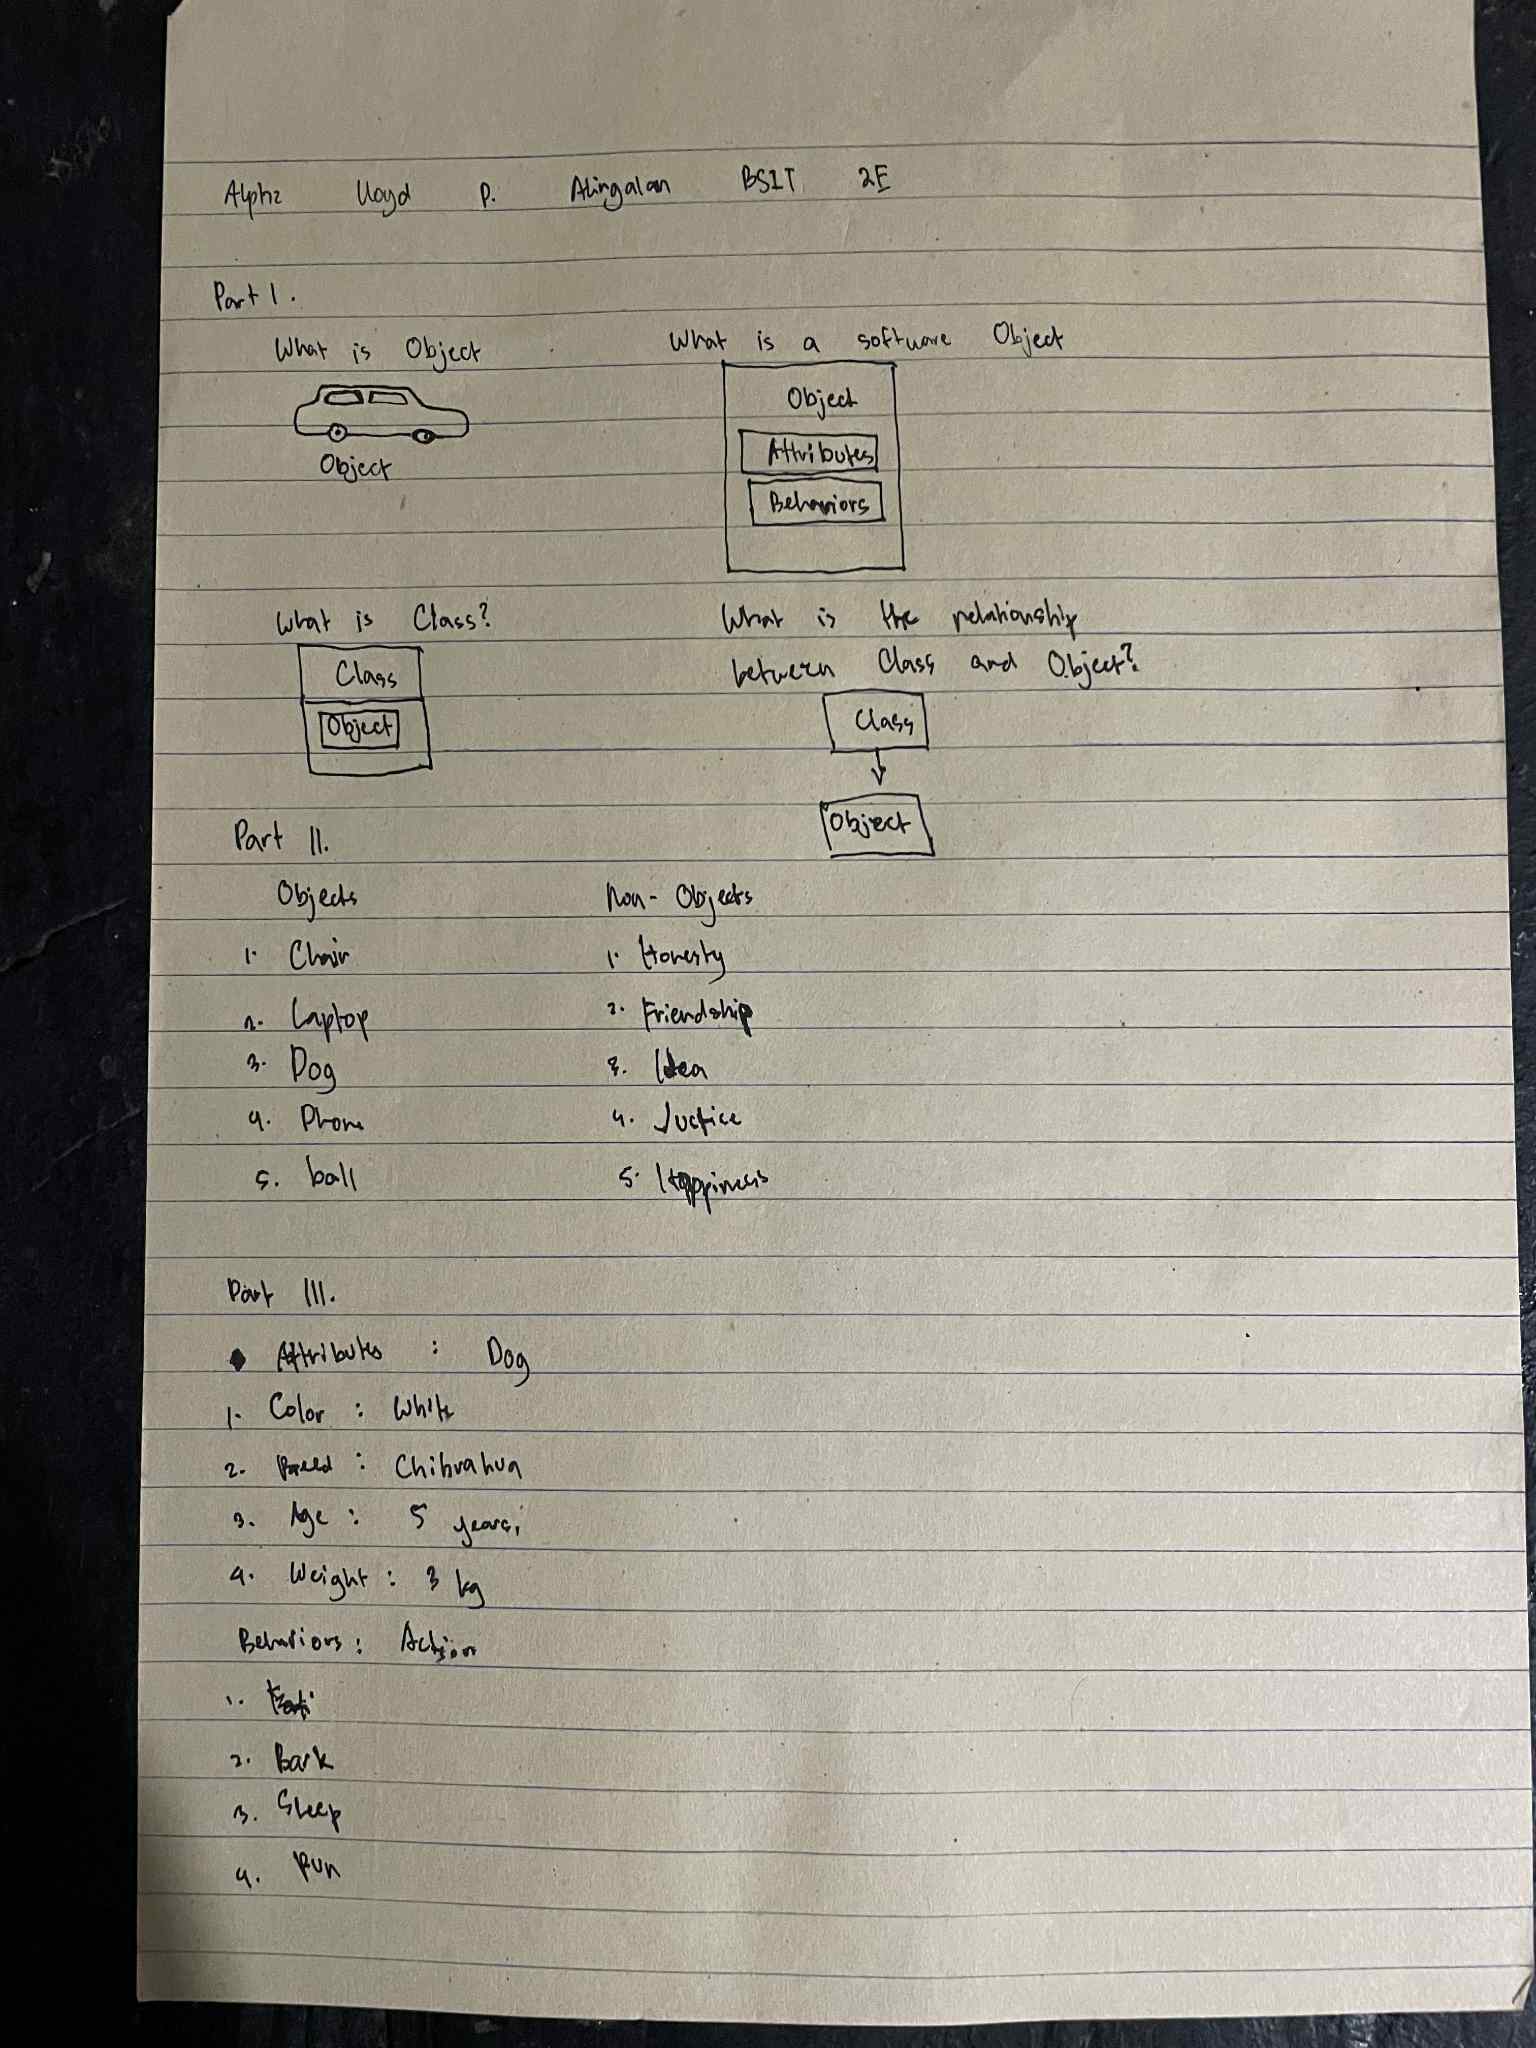 Alpha Lloyd P. Alingalan BSIT 2E
Part I.
What is Object
Object
What is a software Object
Object
Attributes
Behaviors
What is Class?
Class
Object
What is the relationship
between Class and Object?
Class
Object
Part II.
Objects
1. Chair
2. Laptop
3. Dog
4. Phone
5. ball
Non-Objects
1. Honesty
2. Friendship
3. Idea
4. Justice
5. Happiness
Part III.
Attributes : Dog
1. Color : White
2. Breed : Chihuahua
3. Age : 5 years
4. Weight : 3 kg
Behaviors : Action
1.
2. Bark
3. Sleep
4. Run